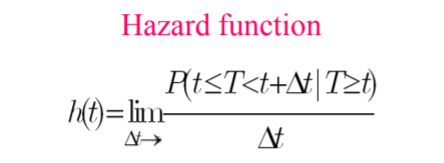 Hazard function
P(t≤T<t+Δt|T≥t)
h(t)=lim
Δt→
Δt